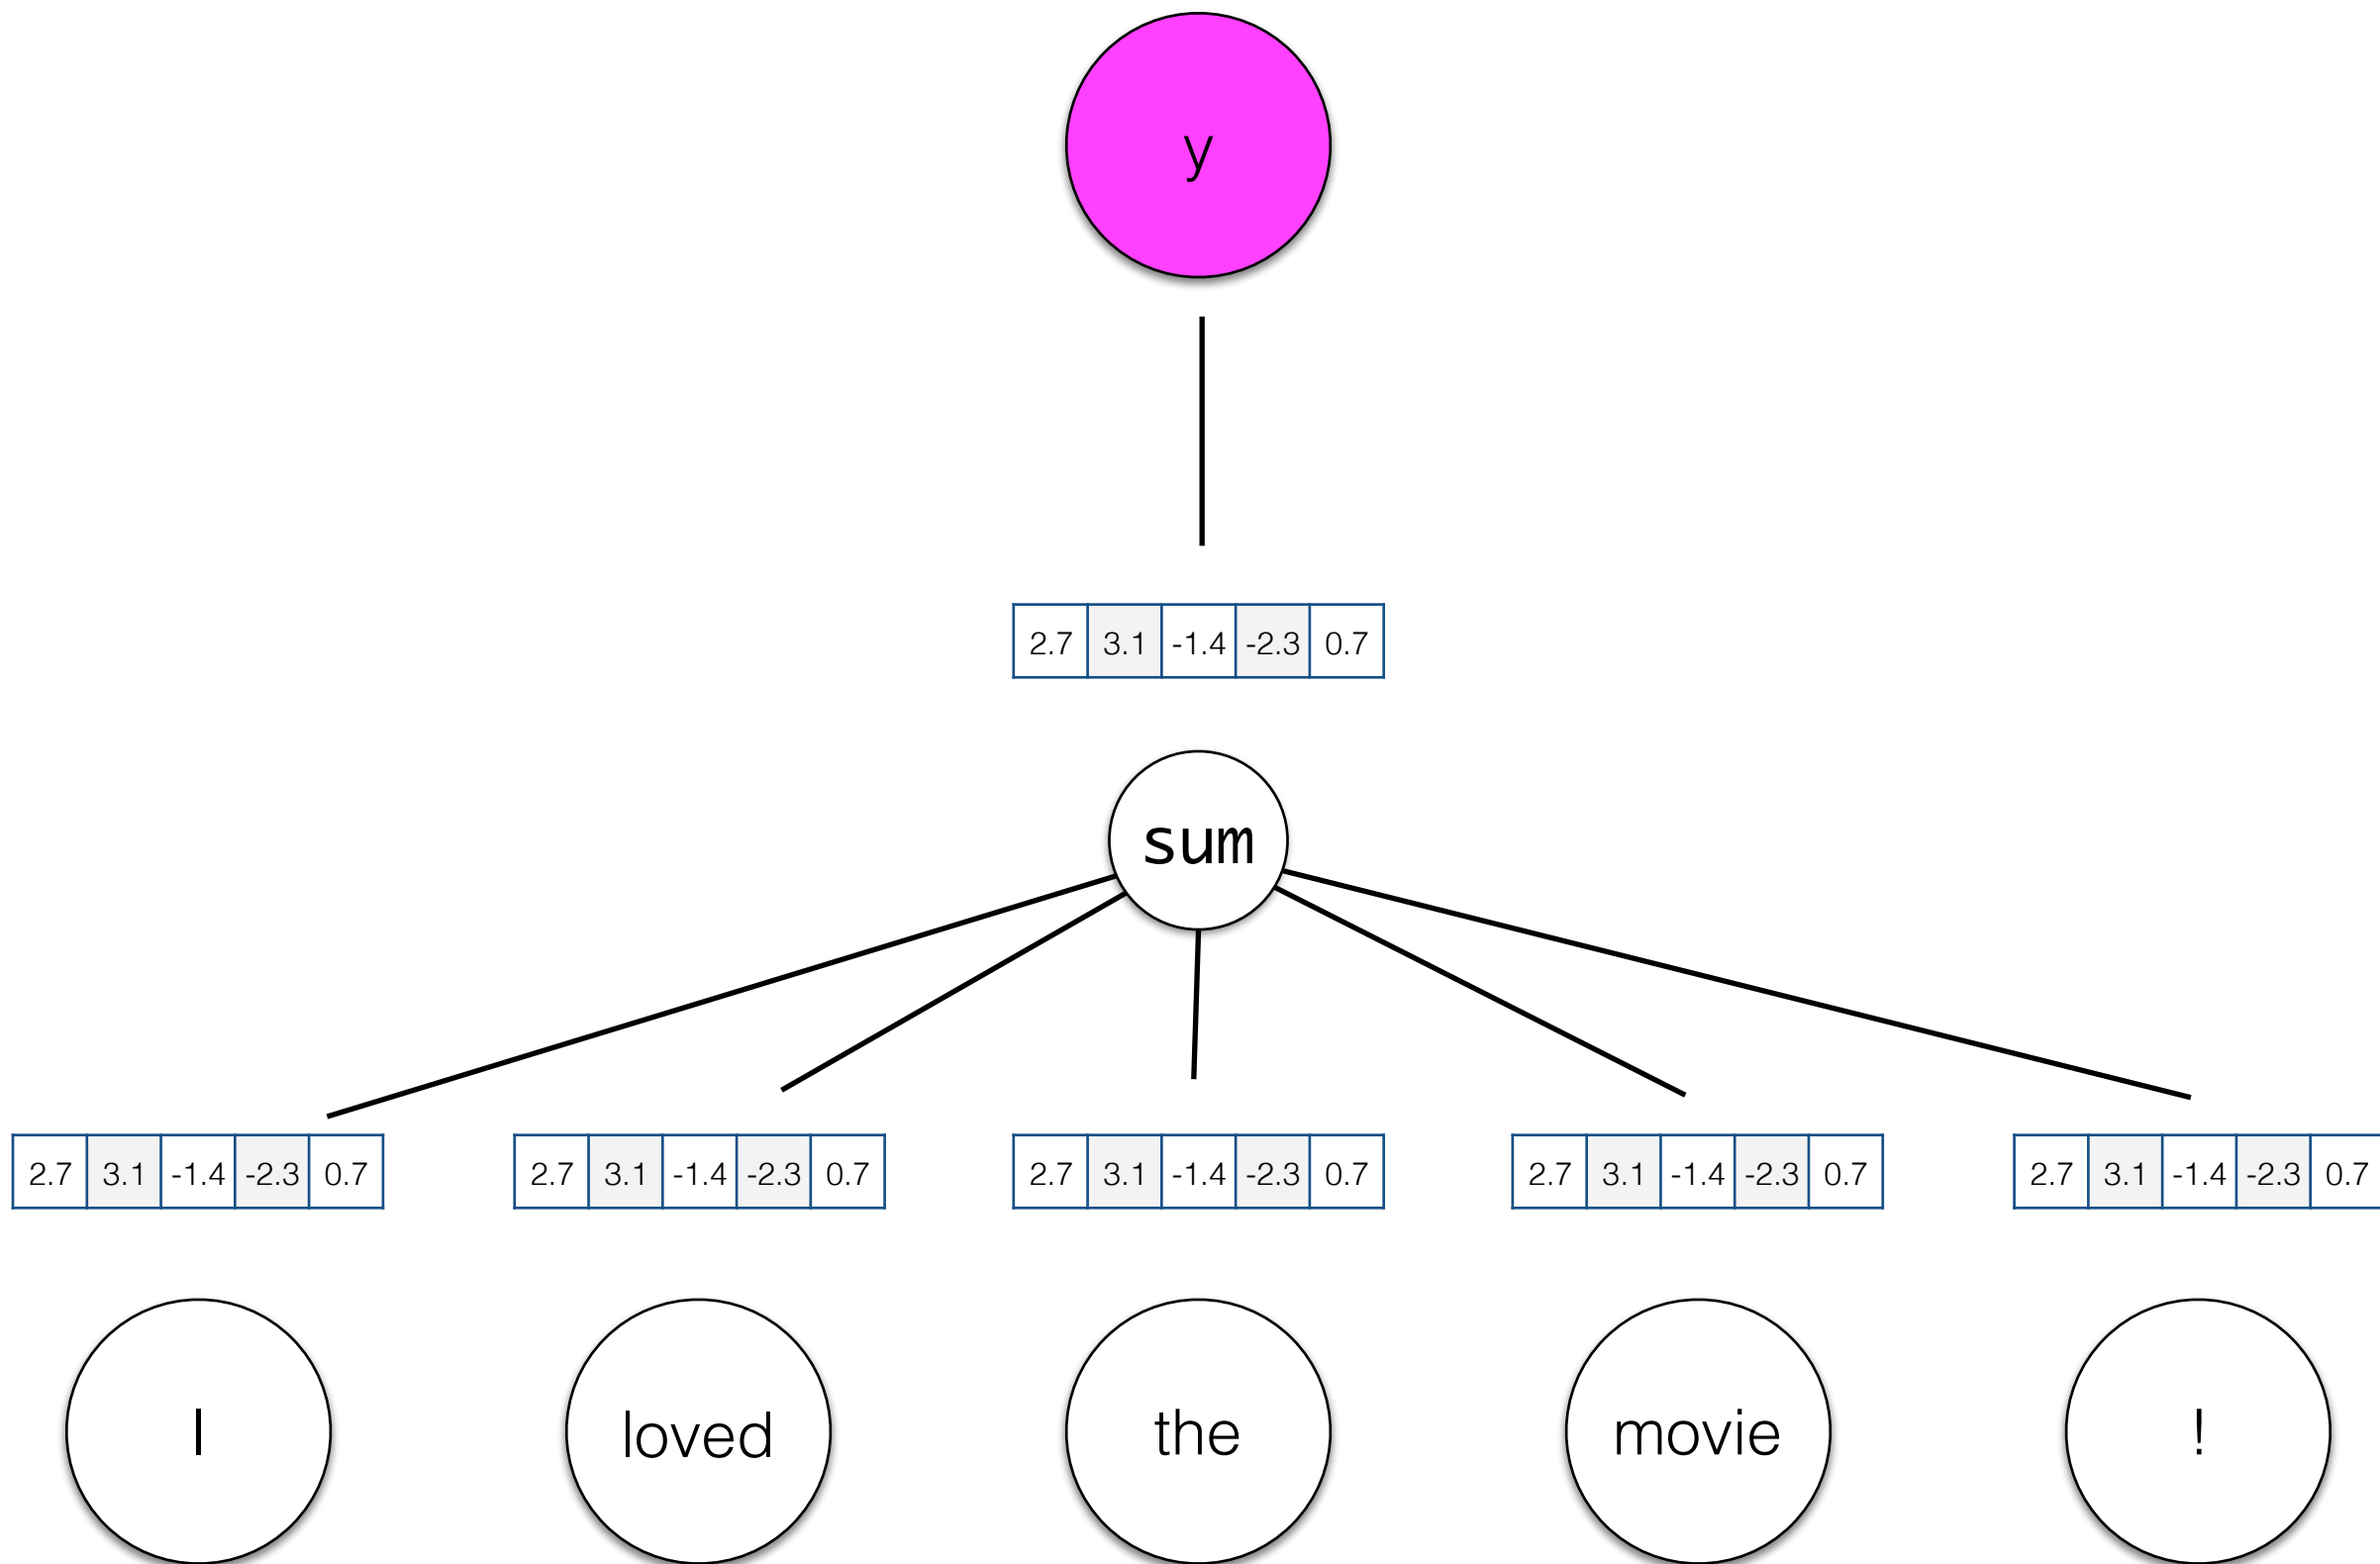 y
2.7 3.1 -1.4 -2.3 0.7
sum
2.7 3.1 -1.4 -2.3 0.7 2.7 3.1 -1.4 -2.3 0.7 2.7 3.1 -1.4 -2.3 0.7 2.7 3.1 -1.4 -2.3 0.7 2.7 3.1 -1.4 -2.3 0.7
I loved the movie !